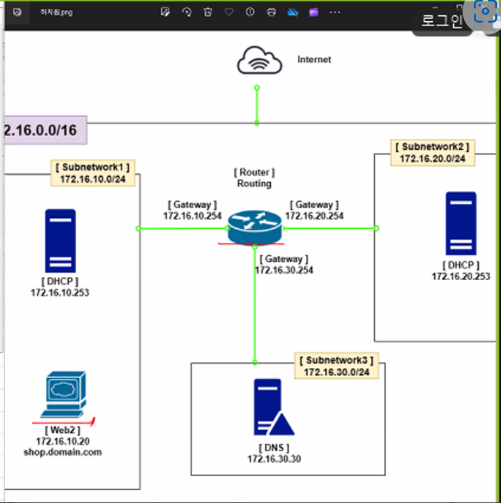 허지원.png
로그인
Internet
2.16.0.0/16
[ Subnetwork1 ]
172.16.10.0/24
[ Subnetwork2 ]
172.16.20.0/24
[ Router ]
Routing
[ Gateway ]
172.16.10.254
[ Gateway ]
172.16.20.254
[ DHCP ]
172.16.10.253
[ Gateway ]
172.16.30.254
[ DHCP ]
172.16.20.253
[ Subnetwork3 ]
172.16.30.0/24
[ Web2 ]
172.16.10.20
shop.domain.com
[ DNS ]
172.16.30.30